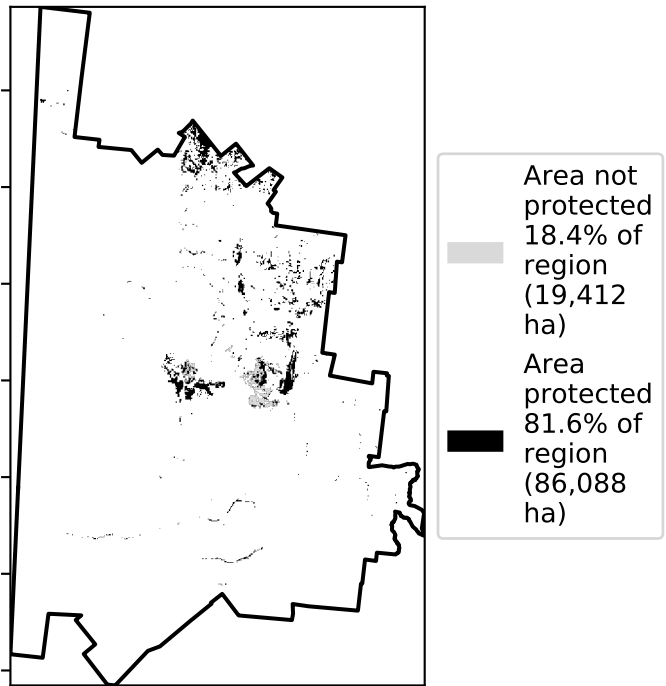 Area not
protected
18.4% of
region
(19,412
ha)
Area
protected
81.6% of
region
(86,088
ha)